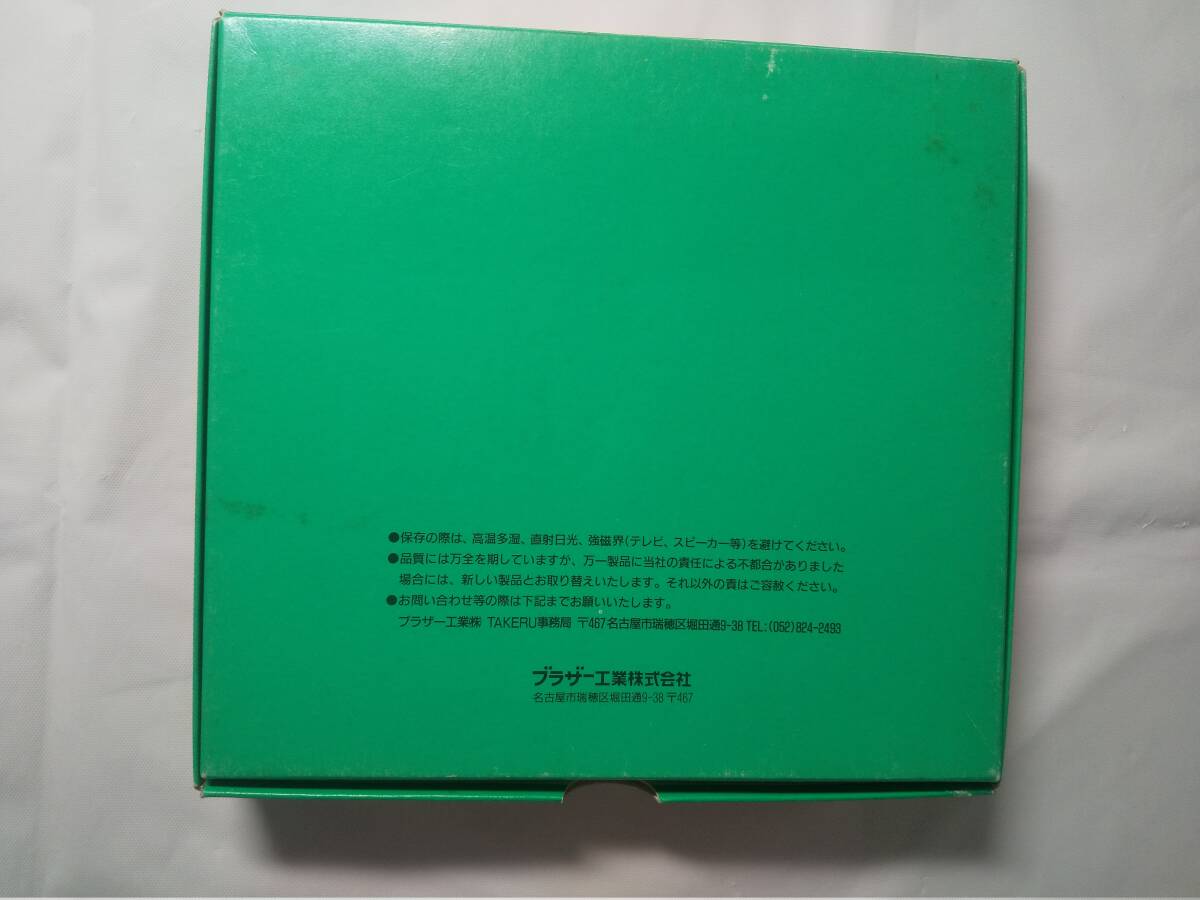 ●保存の際は、高温多湿、直射日光、強磁界(テレビ、スピーカー等)を避けてください。
●品質には万全を期していますが、万一製品に当社の責任による不都合がありました
場合には、新しい製品とお取り替えいたします。それ以外の責はご容赦ください。
●お問い合わせ等の際は下記までお願いいたします。
ブラザー工業㈱ TAKERU事務局 〒467名古屋市瑞穂区堀田通9-38 TEL:(052)824-2493
ブラザー工業株式会社
名古屋市瑞穂区堀田通9-38 〒467